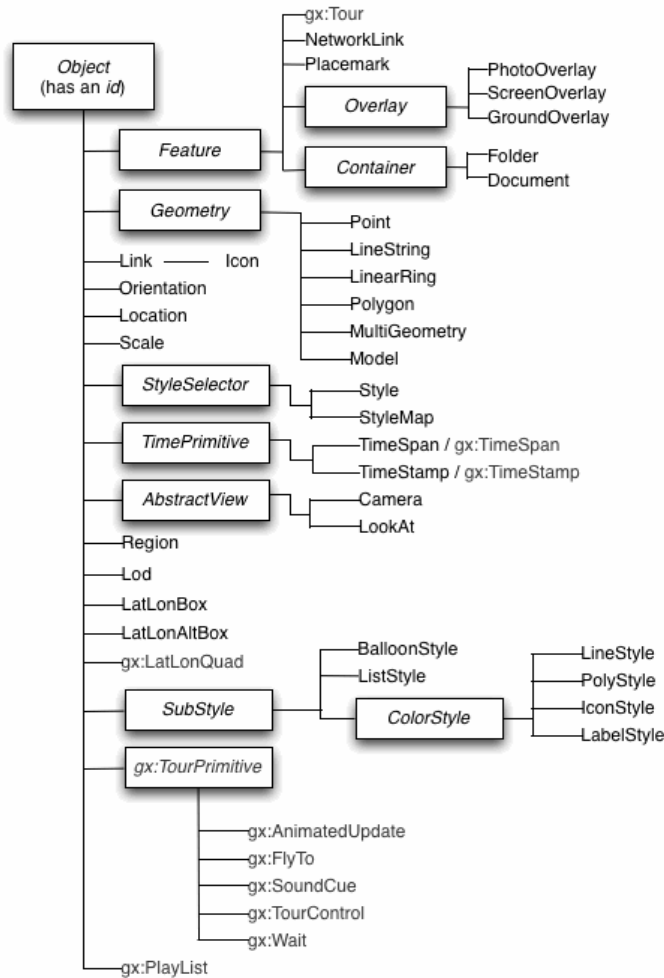 gx:Tour
NetworkLink
Placemark
Object
(has an id)
PhotoOverlay
ScreenOverlay
GroundOverlay
Overlay
Feature
Container
Folder
Document
Geometry
Point
LineString
LinearRing
Polygon
MultiGeometry
Model
Link
Icon
Orientation
Location
Scale
StyleSelector
Style
StyleMap
TimePrimitive
TimeSpan / gx:TimeSpan
TimeStamp / gx:TimeStamp
AbstractView
Camera
LookAt
Region
Lod
LatLonBox
LatLonAltBox
gx:LatLonQuad
SubStyle
BalloonStyle
ListStyle
ColorStyle
LineStyle
PolyStyle
IconStyle
LabelStyle
gx:TourPrimitive
gx:AnimatedUpdate
gx:FlyTo
gx:SoundCue
gx:TourControl
gx:Wait
gx:PlayList